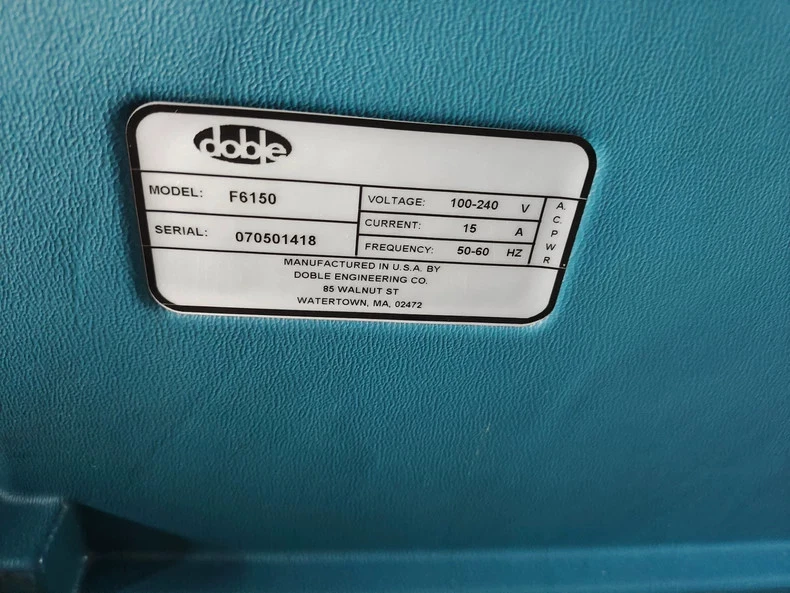 doble
MODEL: F6150
SERIAL: 070501418
VOLTAGE: 100-240 V
CURRENT: 15 A
FREQUENCY: 50-60 HZ
A.C.PWR
MANUFACTURED IN U.S.A. BY
DOBLE ENGINEERING CO.
85 WALNUT ST
WATERTOWN, MA, 02472